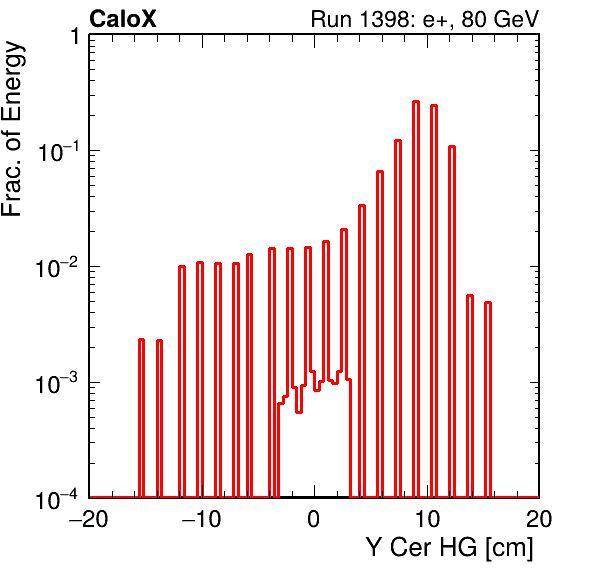 CaloX Run 1398: e+, 80 GeV
Frac. of Energy
1
10⁻¹
10⁻²
10⁻³
10⁻⁴
−20 −10 0 10 20
Y Cer HG [cm]